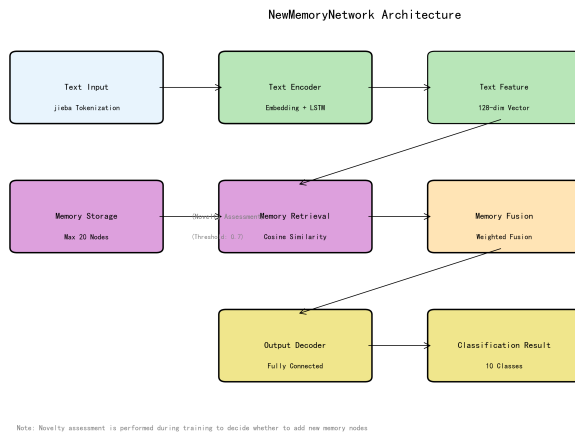 NewMemoryNetwork Architecture
Text Input
jieba Tokenization
Text Encoder
Embedding + LSTM
Text Feature
128-dim Vector
Memory Storage
Max 20 Nodes
(Novelty Assessment
(Threshold: 0.7)
Memory Retrieval
Cosine Similarity
Memory Fusion
Weighted Fusion
Output Decoder
Fully Connected
Classification Result
10 Classes
Note: Novelty assessment is performed during training to decide whether to add new memory nodes